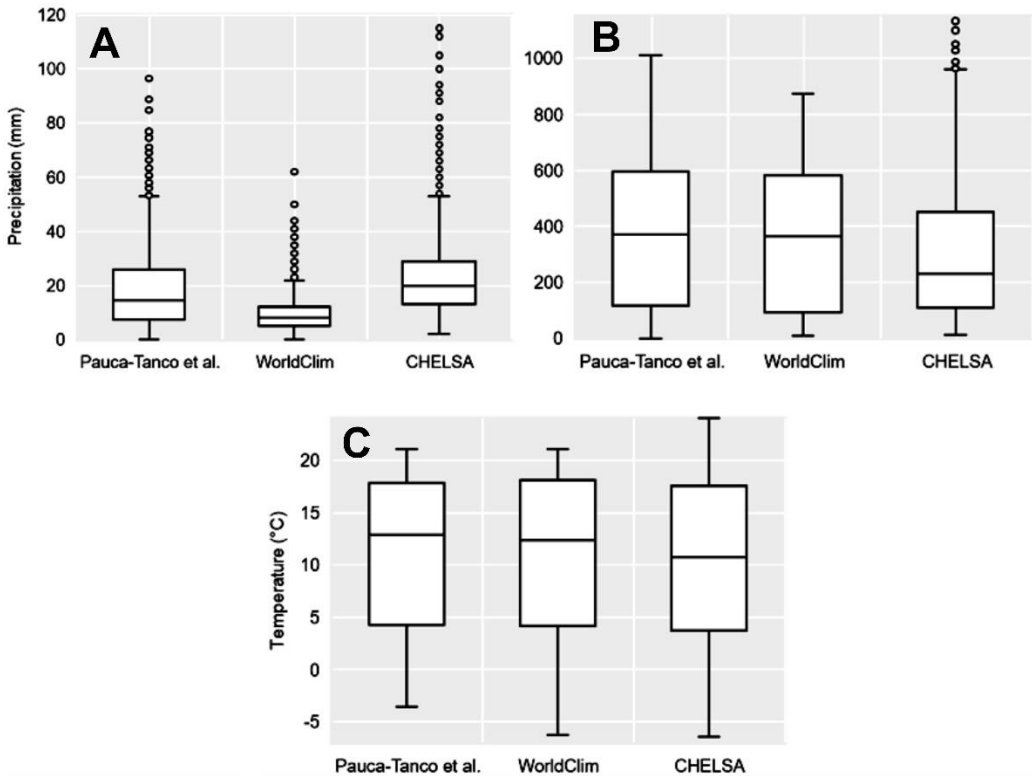 A
Precipitation (mm)
120
100
80
60
40
20
0
Pauca-Tanco et al. WorldClim CHELSA
B
1000
800
600
400
200
0
Pauca-Tanco et al. WorldClim CHELSA
C
Temperature (°C)
20
15
10
5
0
-5
Pauca-Tanco et al. WorldClim CHELSA